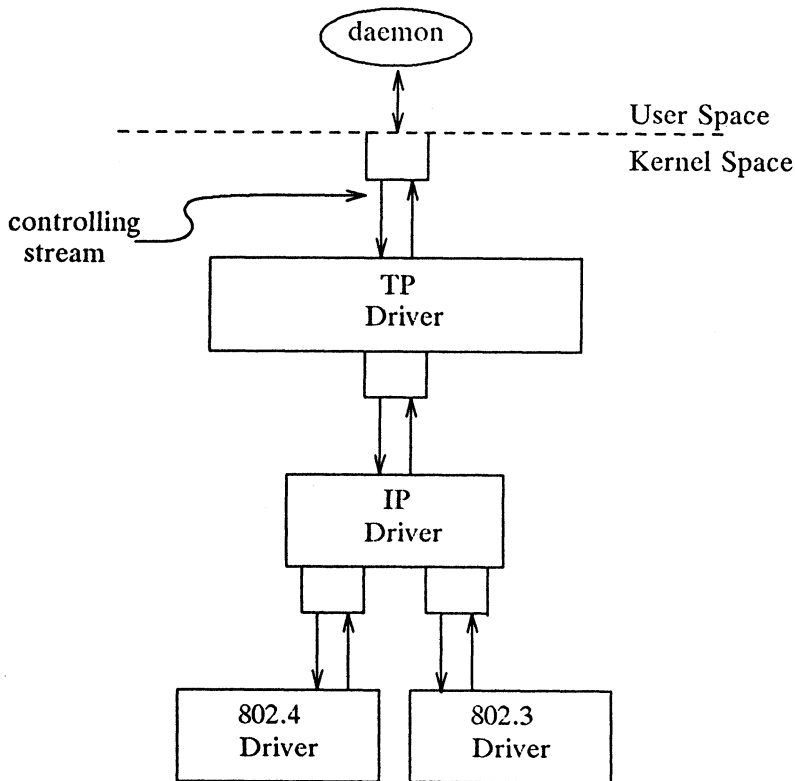 daemon
User Space
Kernel Space
controlling
stream
TP
Driver
IP
Driver
802.4
Driver
802.3
Driver